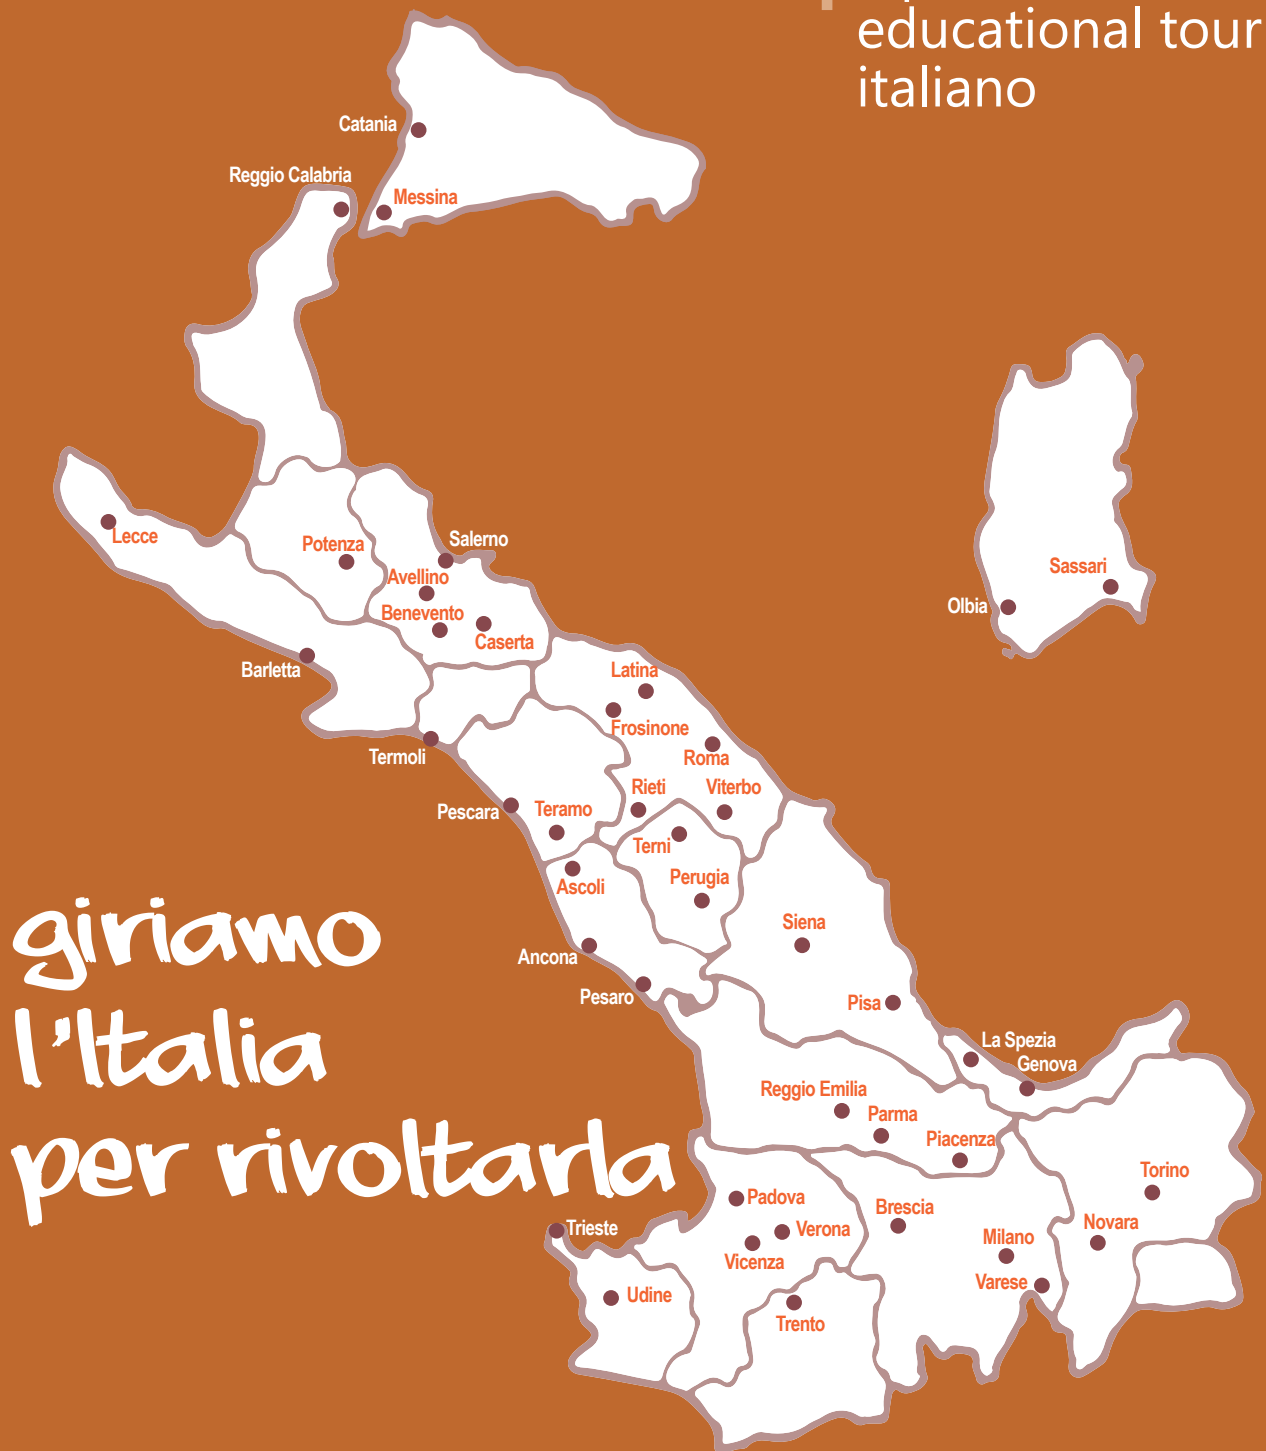 educational tour
italiano
Catania
Reggio Calabria
Messina
Lecce
Potenza
Salerno
Avellino
Benevento
Caserta
Sassari
Olbia
Barletta
Latina
Frosinone
Termoli
Roma
Rieti
Viterbo
Pescara
Teramo
Terni
Perugia
Ascoli
Siena
Ancona
Pesaro
Pisa
La Spezia
Genova
Reggio Emilia
Parma
Piacenza
giriamo
l'Italia
per rivoltarla
Torino
Padova
Brescia
Trieste
Verona
Novara
Vicenza
Milano
Varese
Udine
Trento